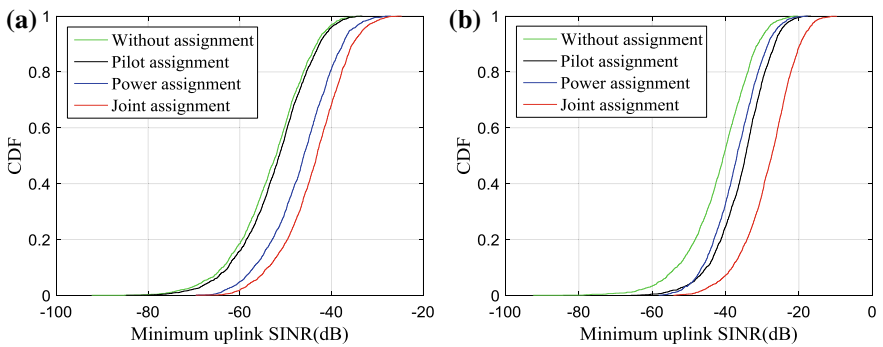 (a)
1
0.8
0.6
0.4
0.2
0
CDF
Without assignment
Pilot assignment
Power assignment
Joint assignment
-100
-80
-60
-40
-20
Minimum uplink SINR(dB)
(b)
1
0.8
0.6
0.4
0.2
0
CDF
Without assignment
Pilot assignment
Power assignment
Joint assignment
-100
-80
-60
-40
-20
0
Minimum uplink SINR(dB)